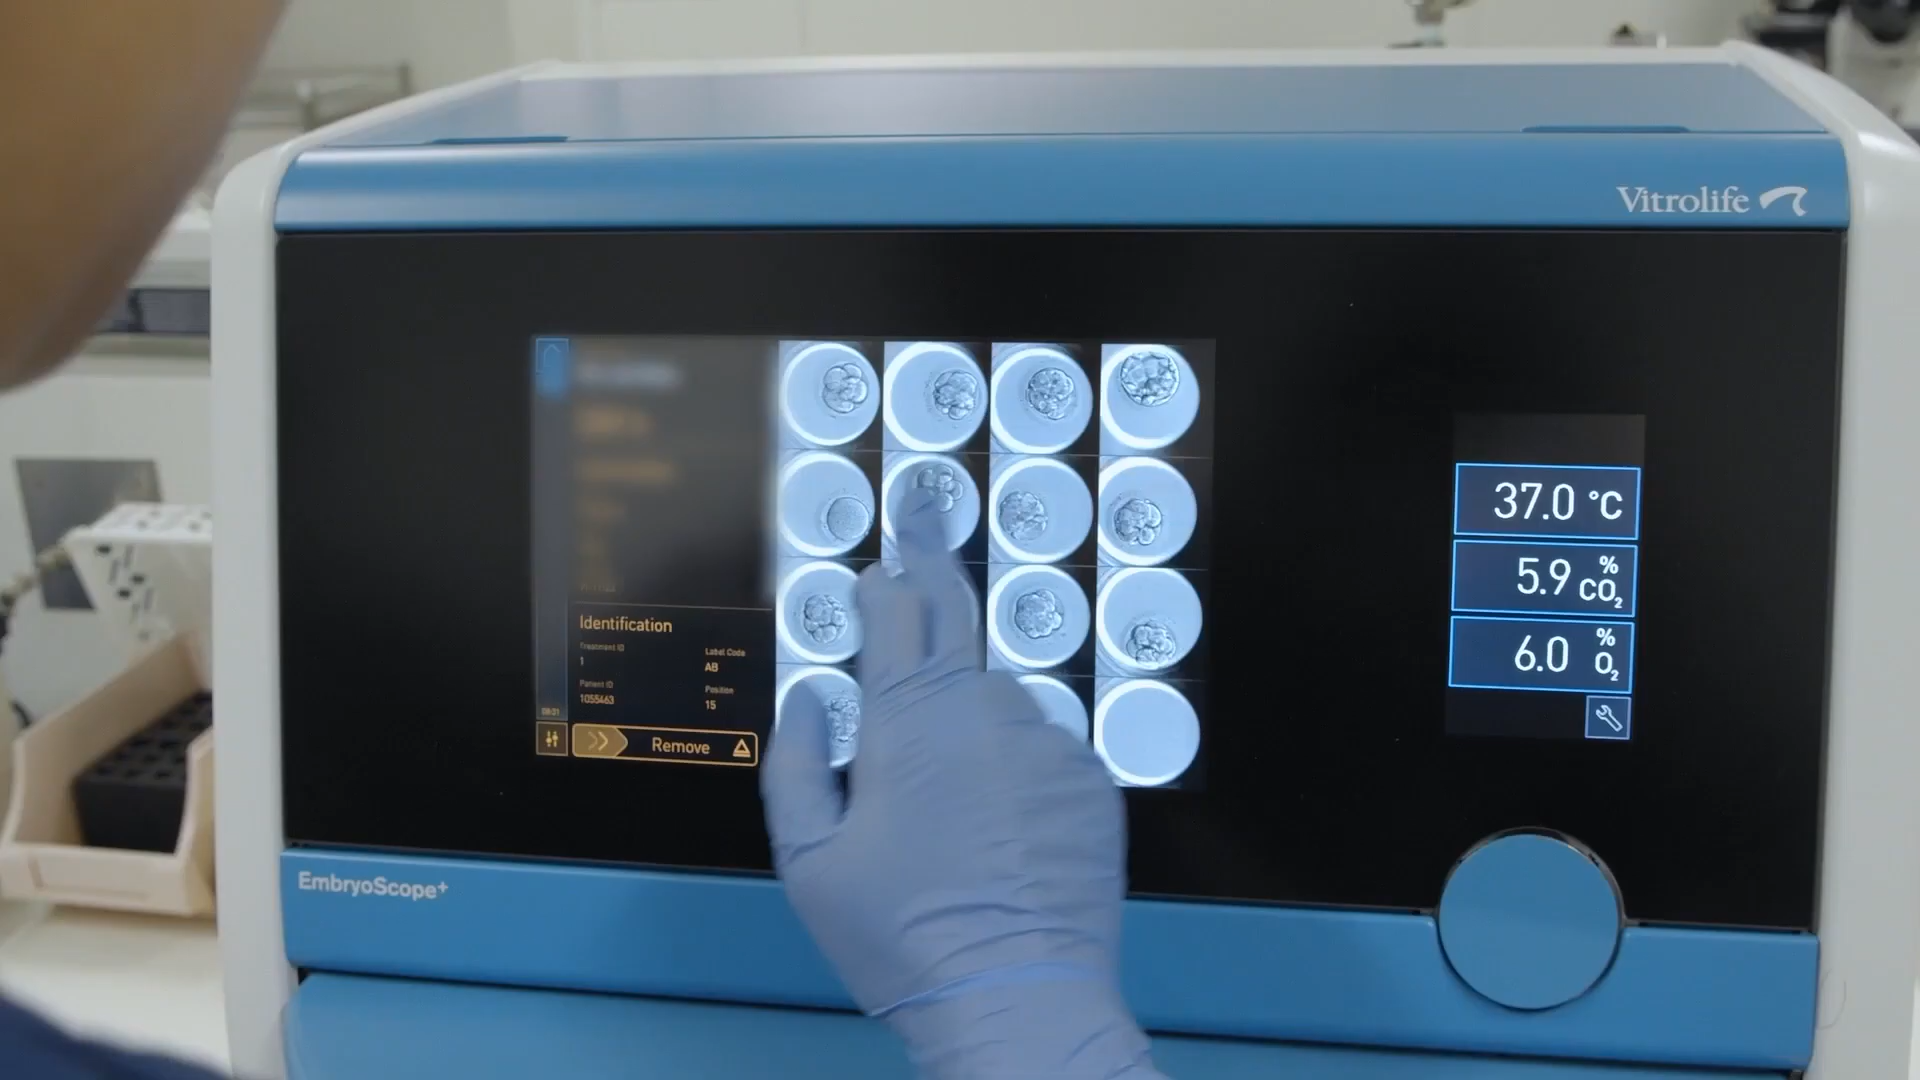 Vitrolife
37.0 °C
5.9 % CO2
6.0 % O2
Identification
Treatment ID
1
Label Code
AB
Patient ID
1055463
Position
15
Remove
EmbryoScope+